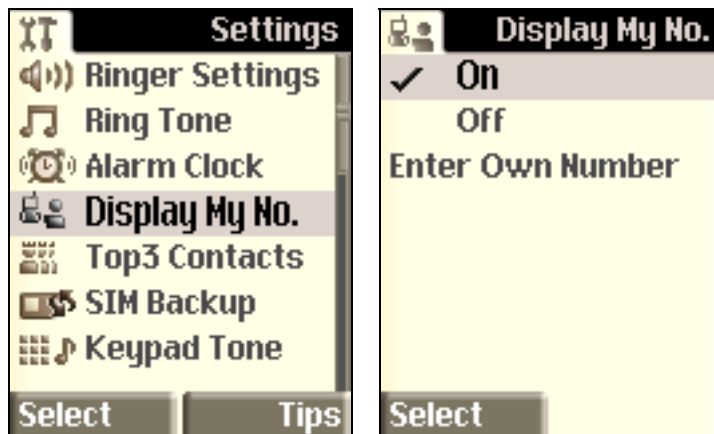 Settings
Ringer Settings
Ring Tone
Alarm Clock
Display My No.
Top3 Contacts
SIM Backup
Keypad Tone
Select
Tips
Display My No.
On
Off
Enter Own Number
Select